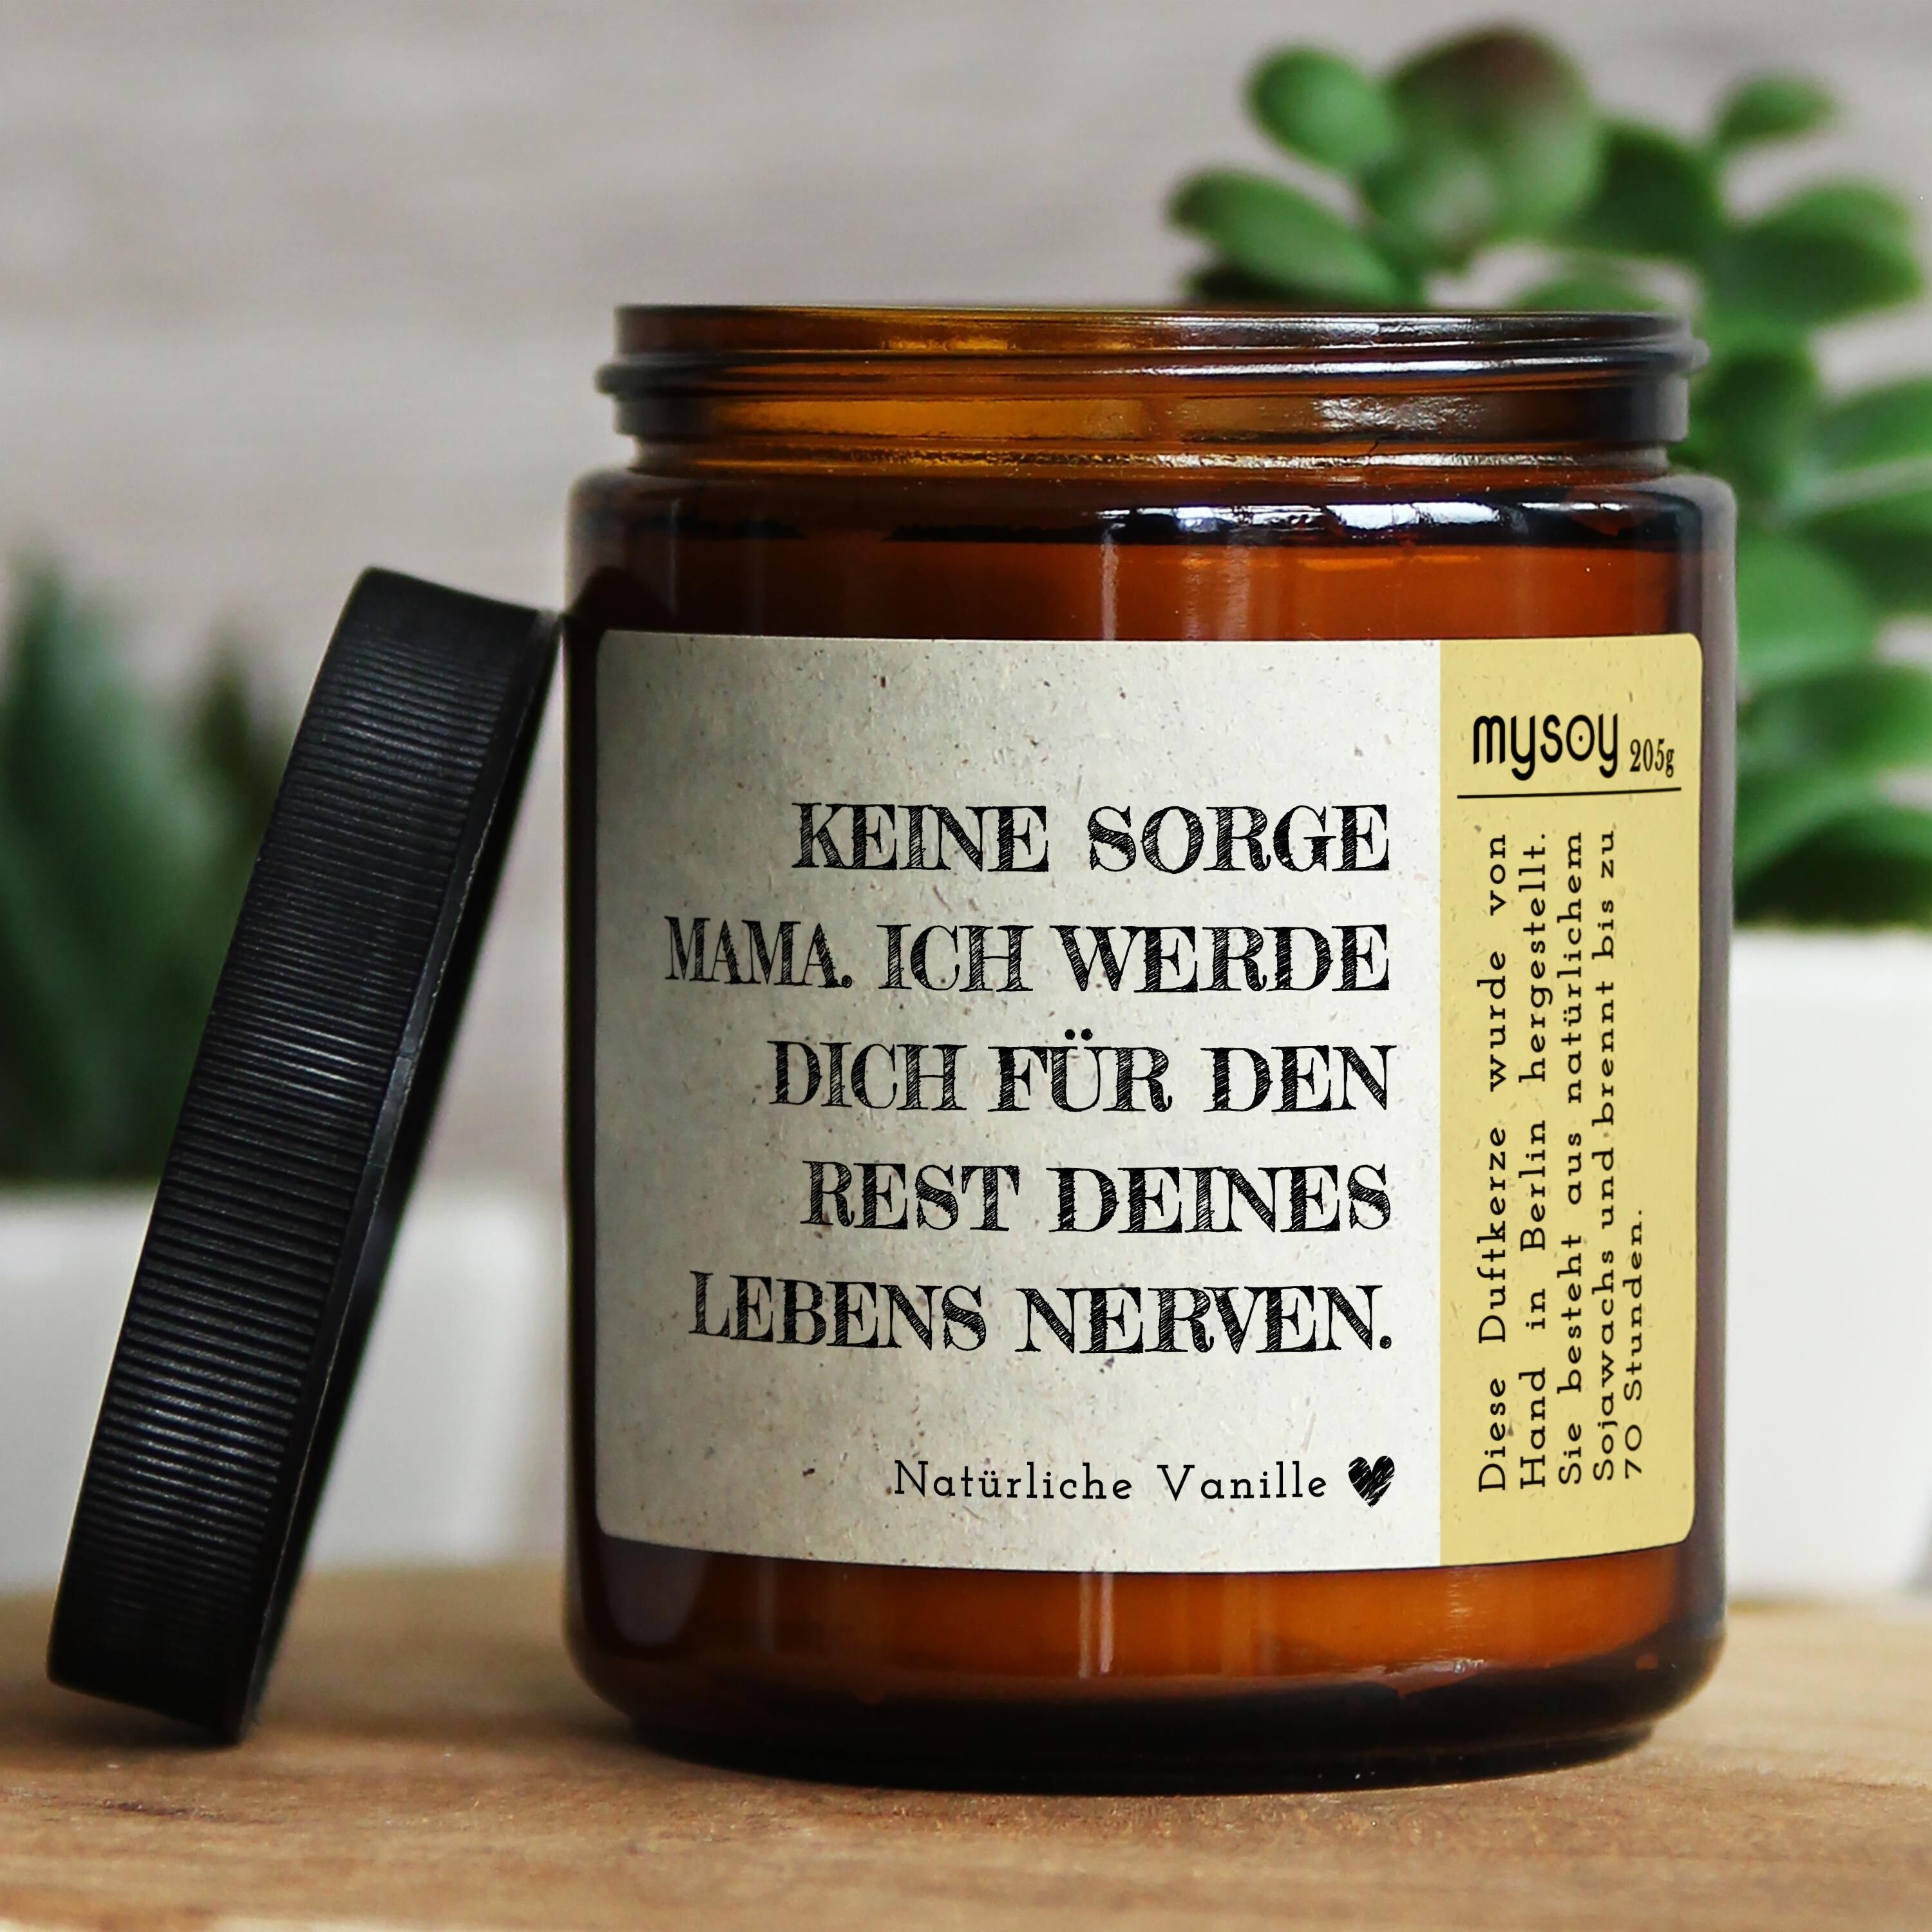 KEINE SORGE
MAMA. ICH WERDE
DICH FÜR DEN
REST DEINES
LEBENS NERVEN.
Natürliche Vanille
mysoy 205g
Diese Duftkerze wurde von
Hand in Berlin hergestellt.
Sie besteht aus natürlichem
Sojawachs und brennt bis zu
70 Stunden.